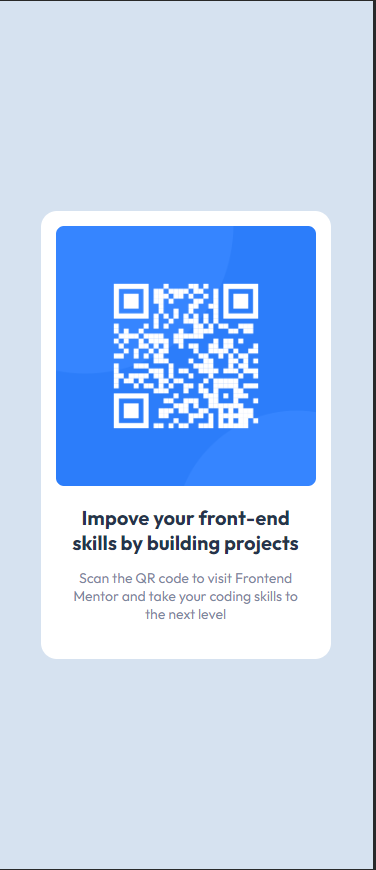 Impove your front-end
skills by building projects
Scan the QR code to visit Frontend
Mentor and take your coding skills to
the next level